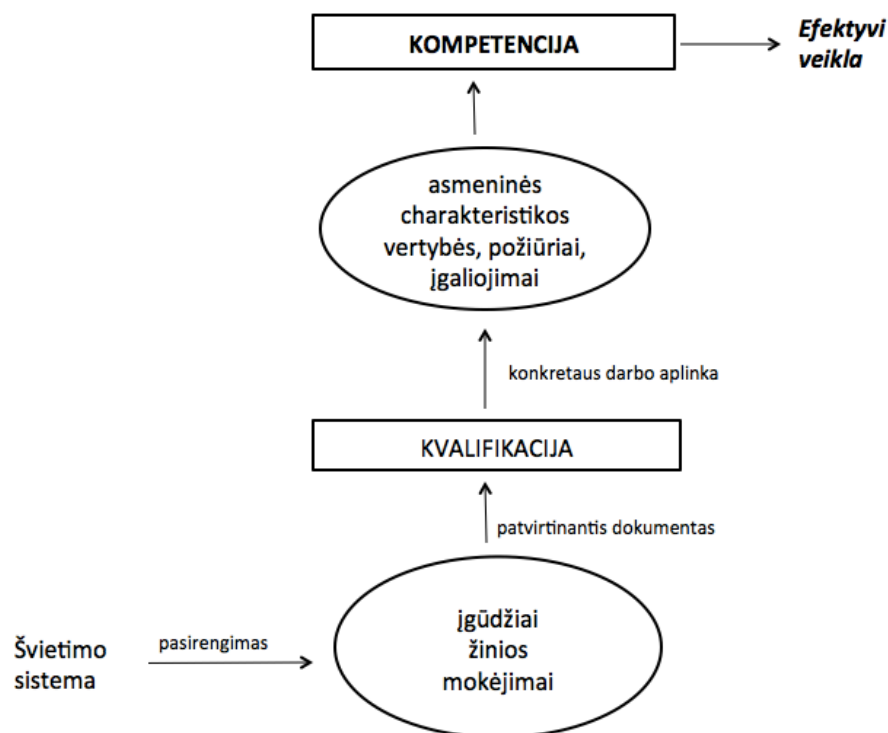 KOMPETENCIJA
Efektyvi
veikla
asmeninės
charakteristikos
vertybės, požiūriai,
įgaliojimai
konkretaus darbo aplinka
KVALIFIKACIJA
patvirtinantis dokumentas
Švietimo
sistema
pasirengimas
įgūdžiai
žinios
mokėjimai